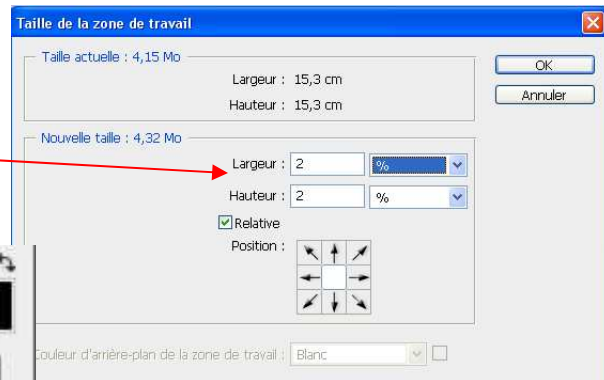 Taille de la zone de travail
Taille actuelle : 4,15 Mo
Largeur : 15,3 cm
Hauteur : 15,3 cm
OK
Annuler
Nouvelle taille : 4,32 Mo
Largeur : 2 %
Hauteur : 2 %
Relative
Position :
ouleur d'arrière-plan de la zone de travail : Blanc